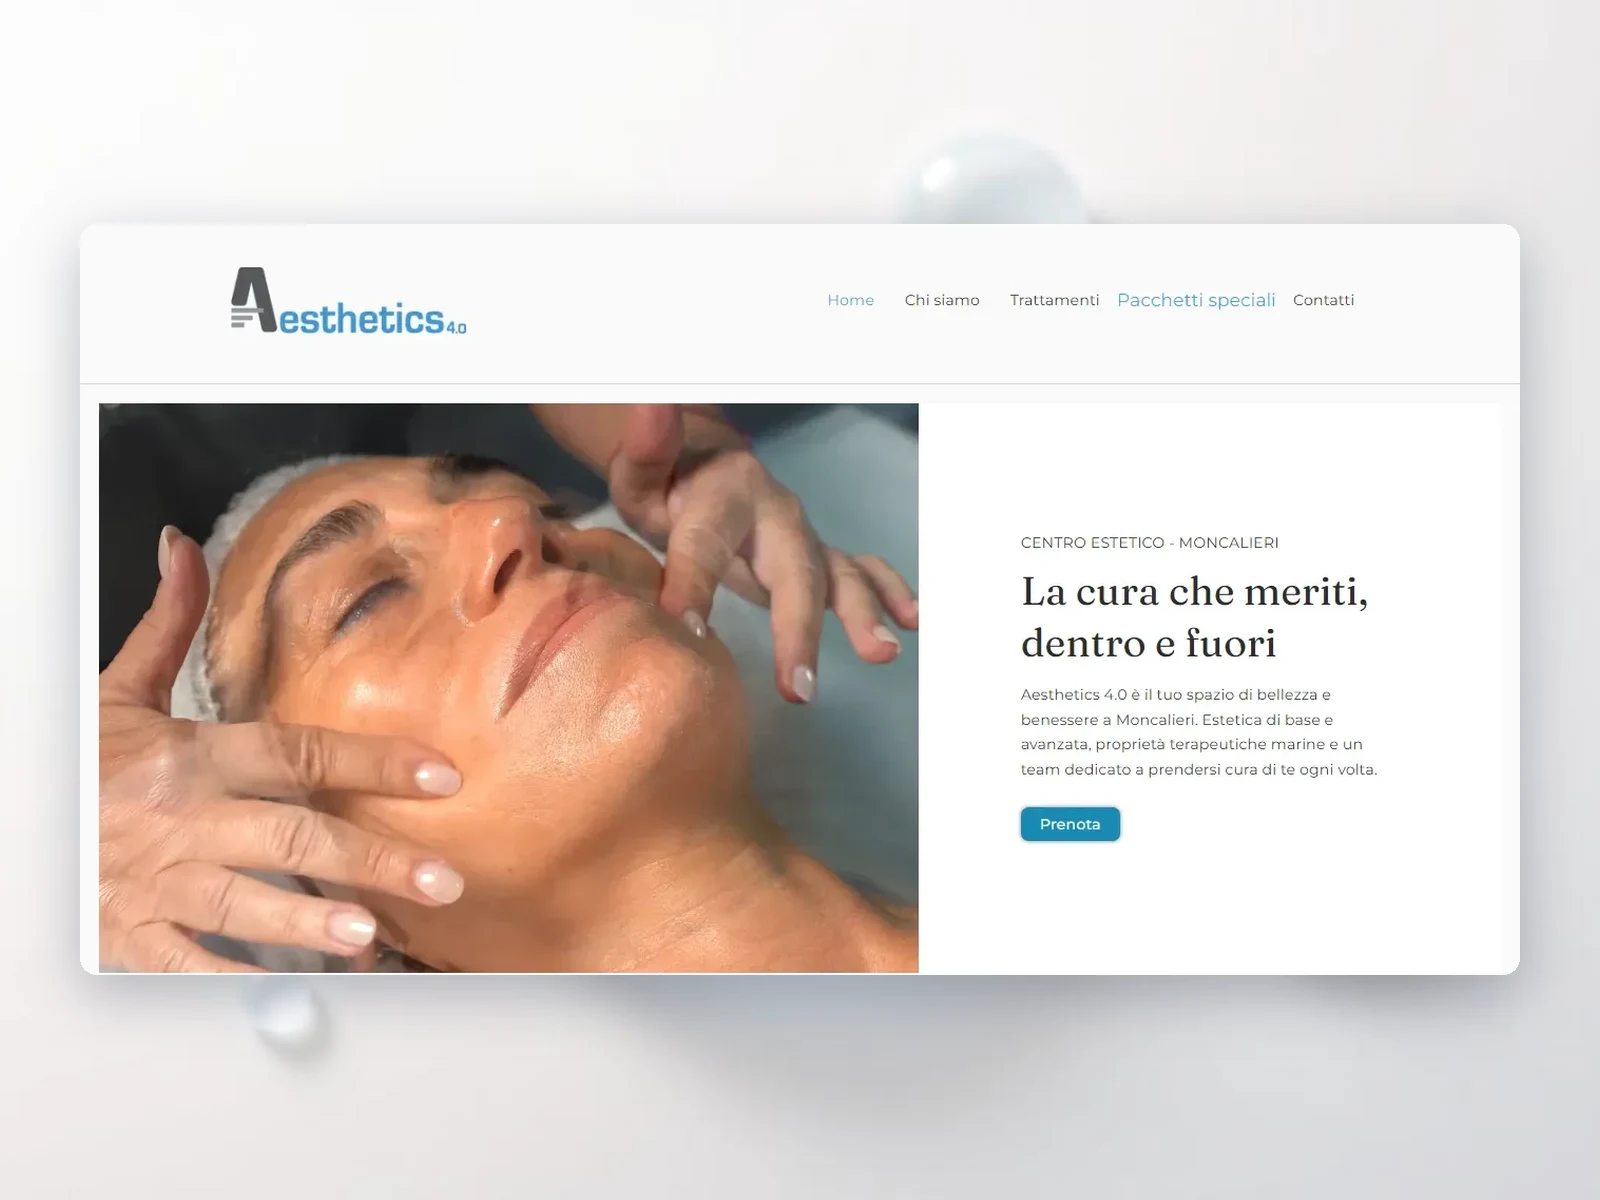 Aesthetics 4.0
Home Chi siamo Trattamenti Pacchetti speciali Contatti
CENTRO ESTETICO - MONCALIERI
La cura che meriti,
dentro e fuori
Aesthetics 4.0 è il tuo spazio di bellezza e
benessere a Moncalieri. Estetica di base e
avanzata, proprietà terapeutiche marine e un
team dedicato a prendersi cura di te ogni volta.
Prenota